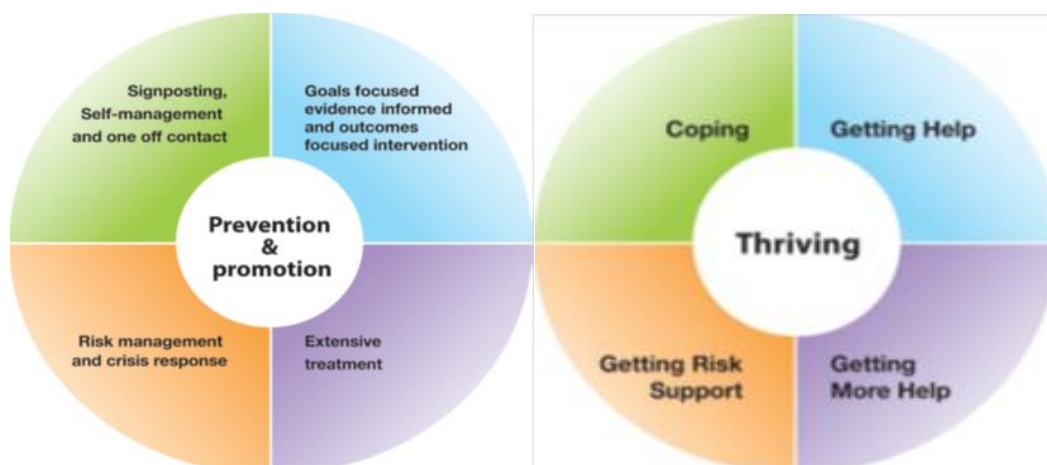 Signposting,
Self-management
and one off contact
Goals focused
evidence informed
and outcomes
focused intervention
Prevention
&
promotion
Risk management
and crisis response
Extensive
treatment
Coping
Getting Help
Thriving
Getting Risk
Support
Getting
More Help